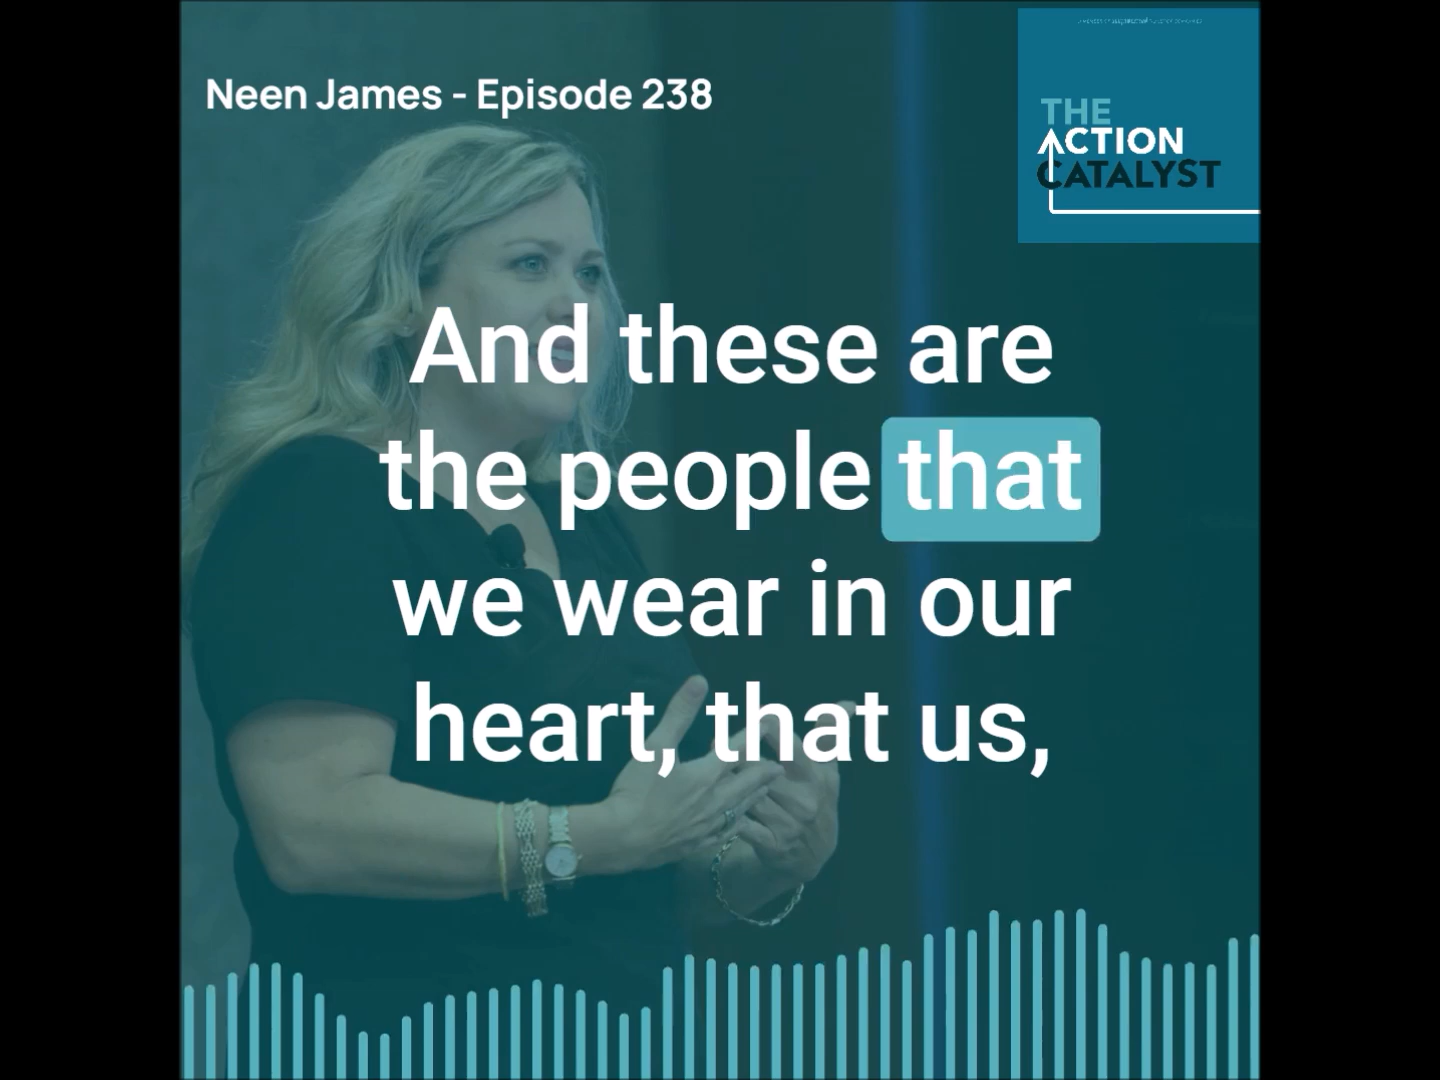 Neen James - Episode 238
THE
ACTION
CATALYST
And these are
the people that
we wear in our
heart, that us,